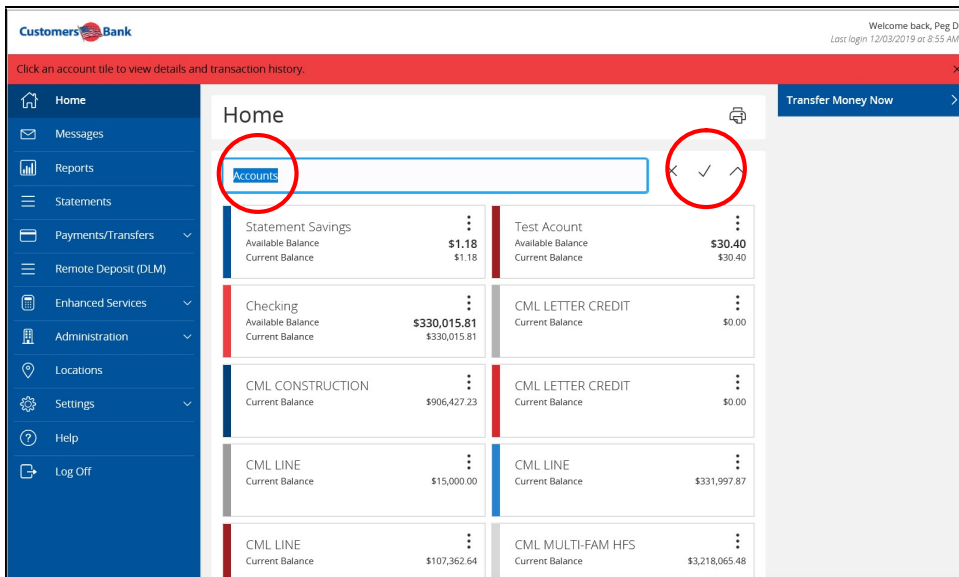 Customers Bank
Welcome back, Peg D
Last login 12/03/2019 at 8:55 AM
Click an account tile to view details and transaction history.
Home
Messages
Reports
Statements
Payments/Transfers
Remote Deposit (DLM)
Enhanced Services
Administration
Locations
Settings
Help
Log Off
Home
Transfer Money Now
Accounts
Statement Savings
Available Balance $1.18
Current Balance $1.18
Test Acount
Available Balance $30.40
Current Balance $30.40
Checking
Available Balance $330,015.81
Current Balance $330,015.81
CML LETTER CREDIT
Current Balance $0.00
CML CONSTRUCTION
Current Balance $906,427.23
CML LETTER CREDIT
Current Balance $0.00
CML LINE
Current Balance $15,000.00
CML LINE
Current Balance $331,997.87
CML LINE
Current Balance $107,362.64
CML MULTI-FAM HFS
Current Balance $3,218,065.48